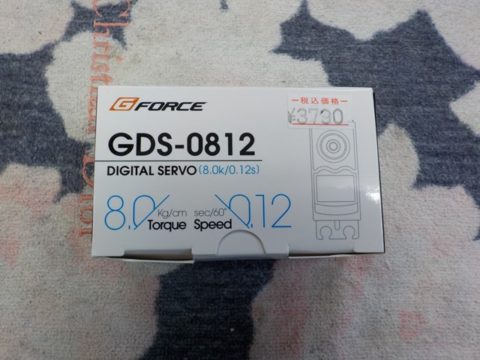 G FORCE
税込価格
¥3730
GDS-0812
DIGITAL SERVO (8.0k/0.12s)
8.0 Kg/cm sec/60° 0.12
Torque Speed
Christmas